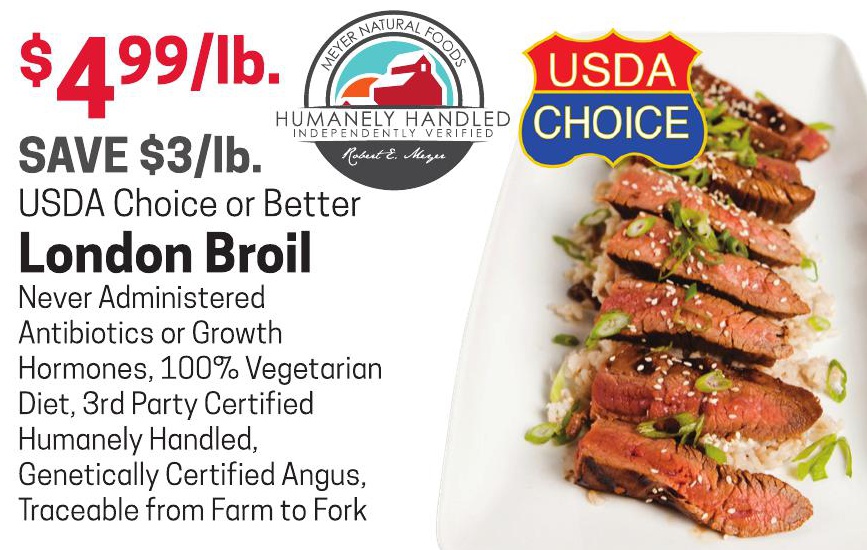 $4.99/lb.
SAVE $3/lb.
USDA Choice or Better
London Broil
Never Administered
Antibiotics or Growth
Hormones, 100% Vegetarian
Diet, 3rd Party Certified
Humanely Handled,
Genetically Certified Angus,
Traceable from Farm to Fork
MEYER NATURAL FOODS
HUMANELY HANDLED
INDEPENDENTLY VERIFIED
Robert E. Meyer
USDA
CHOICE